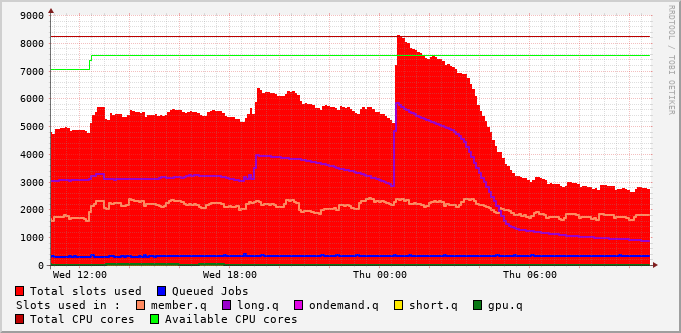 9000
8000
7000
6000
5000
4000
3000
2000
1000
0
Wed 12:00 Wed 18:00 Thu 00:00 Thu 06:00
RRDTOOL / TOBI OETIKER
Total slots used Queued Jobs
Slots used in : member.q long.q ondemand.q short.q gpu.q
Total CPU cores Available CPU cores